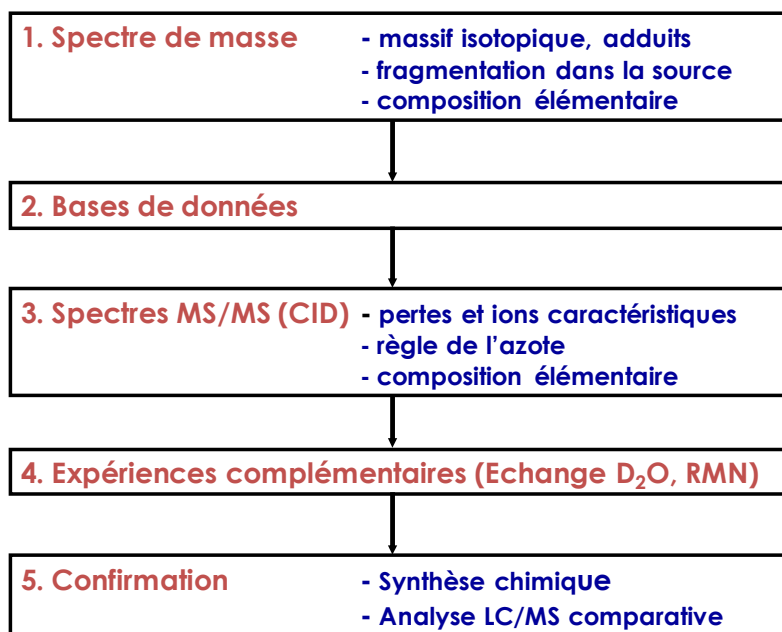 1. Spectre de masse - massif isotopique, adduits
- fragmentation dans la source
- composition élémentaire
2. Bases de données
3. Spectres MS/MS (CID) - pertes et ions caractéristiques
- règle de l'azote
- composition élémentaire
4. Expériences complémentaires (Echange D₂O, RMN)
5. Confirmation - Synthèse chimique
- Analyse LC/MS comparative